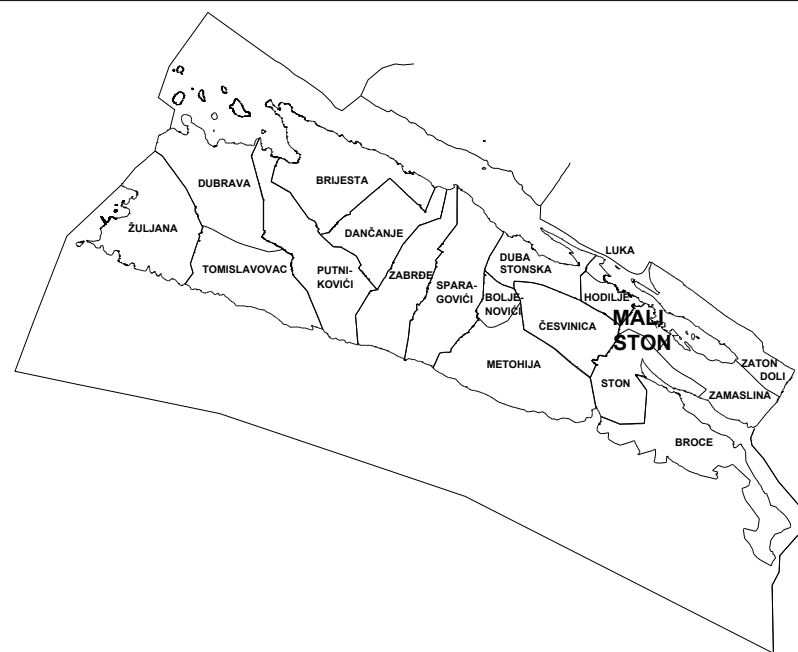 DUBRAVA
BRIJESTA
ŽULJANA
DANČANJE
TOMISLAVOVAC
PUTNI-
KOVIĆI
ZABRĐE
SPARA-
GOVIĆI
DUBA
STONSKA
LUKA
BOLJE-
NOVIĆI
HODILJE
MALI
STON
ČESVINICA
METOHIJA
ZATON
DOLI
STON
ZAMASLINA
BROCE